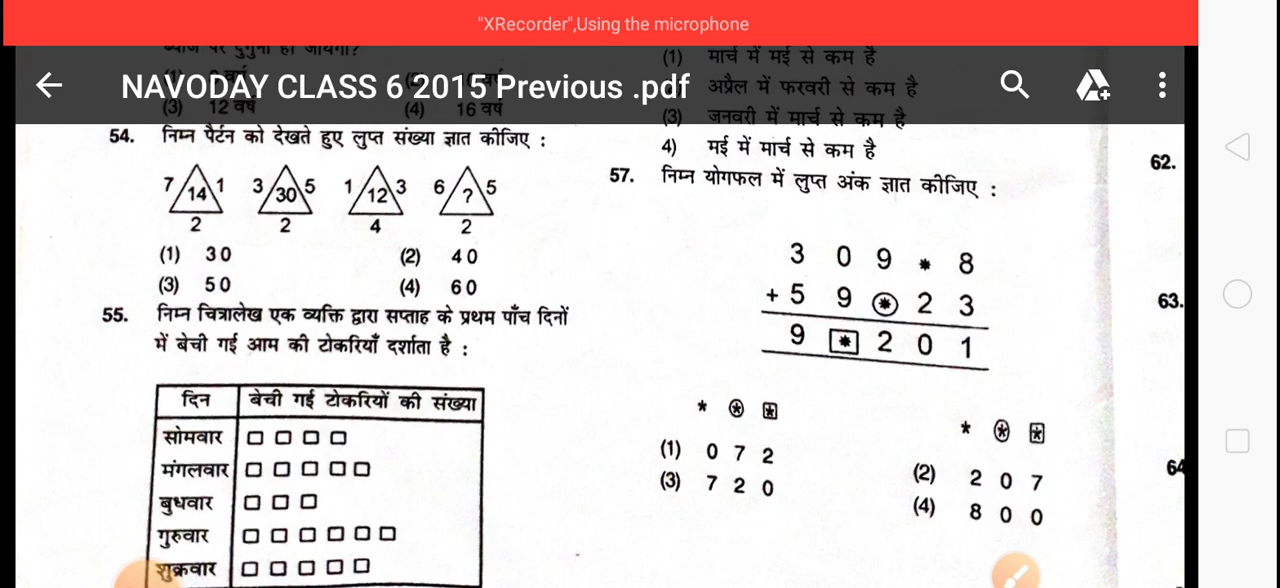 "XRecorder",Using the microphone
NAVODAY CLASS 6 2015 Previous .pdf
(3) 12 वर्ष (4) 16 वर्ष
54. निम्न पैटर्न को देखते हुए लुप्त संख्या ज्ञात कीजिए :
7 14 1 3 30 5 1 12 3 6 ? 5
2 2 4 2
(1) 30 (2) 40
(3) 50 (4) 60
55. निम्न चित्रालेख एक व्यक्ति द्वारा सप्ताह के प्रथम पाँच दिनों
में बेची गई आम की टोकरियाँ दर्शाता है :
दिन बेची गई टोकरियों की संख्या
सोमवार
मंगलवार
बुधवार
गुरुवार
शुक्रवार
(1) मार्च में मई से कम है
अप्रैल में फरवरी से कम है
(3) जनवरी में मार्च से कम है
4) मई में मार्च से कम है
57. निम्न योगफल में लुप्त अंक ज्ञात कीजिए :
3 0 9 * 8
+ 5 9 ⊛ 2 3
9 🞱 2 0 1
* ⊛ 🞱
(1) 0 7 2
(3) 7 2 0
* ⊛ 🞱
(2) 2 0 7
(4) 8 0 0
62.
63.
64